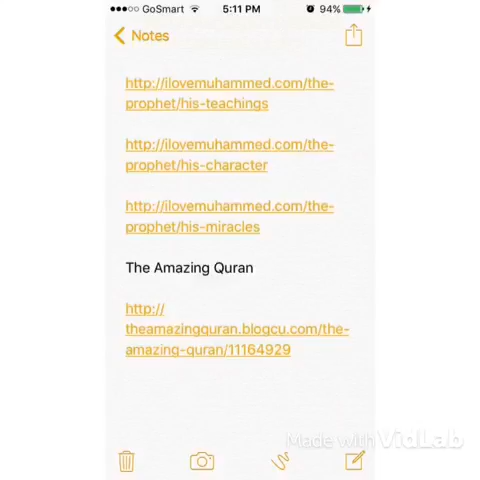 GoSmart 5:11 PM 94%
Notes
http://ilovemuhammed.com/the-
prophet/his-teachings
http://ilovemuhammed.com/the-
prophet/his-character
http://ilovemuhammed.com/the-
prophet/his-miracles
The Amazing Quran
http://
theamazingquran.blogcu.com/the-
amazing-quran/11164929
Made with VidLab